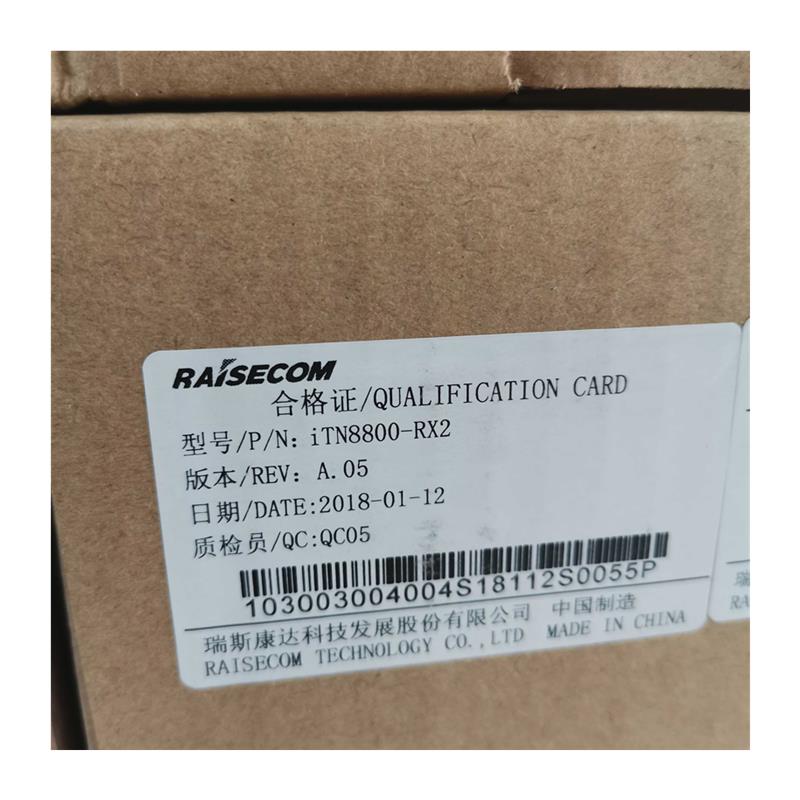 RAISECOM
合格证/QUALIFICATION CARD
型号/P/N: iTN8800-RX2
版本/REV: A.05
日期/DATE:2018-01-12
质检员/QC:QC05
103003004004S18112S0055P
瑞斯康达科技发展股份有限公司 中国制造
RAISECOM TECHNOLOGY CO.,LTD MADE IN CHINA
瑞
RA